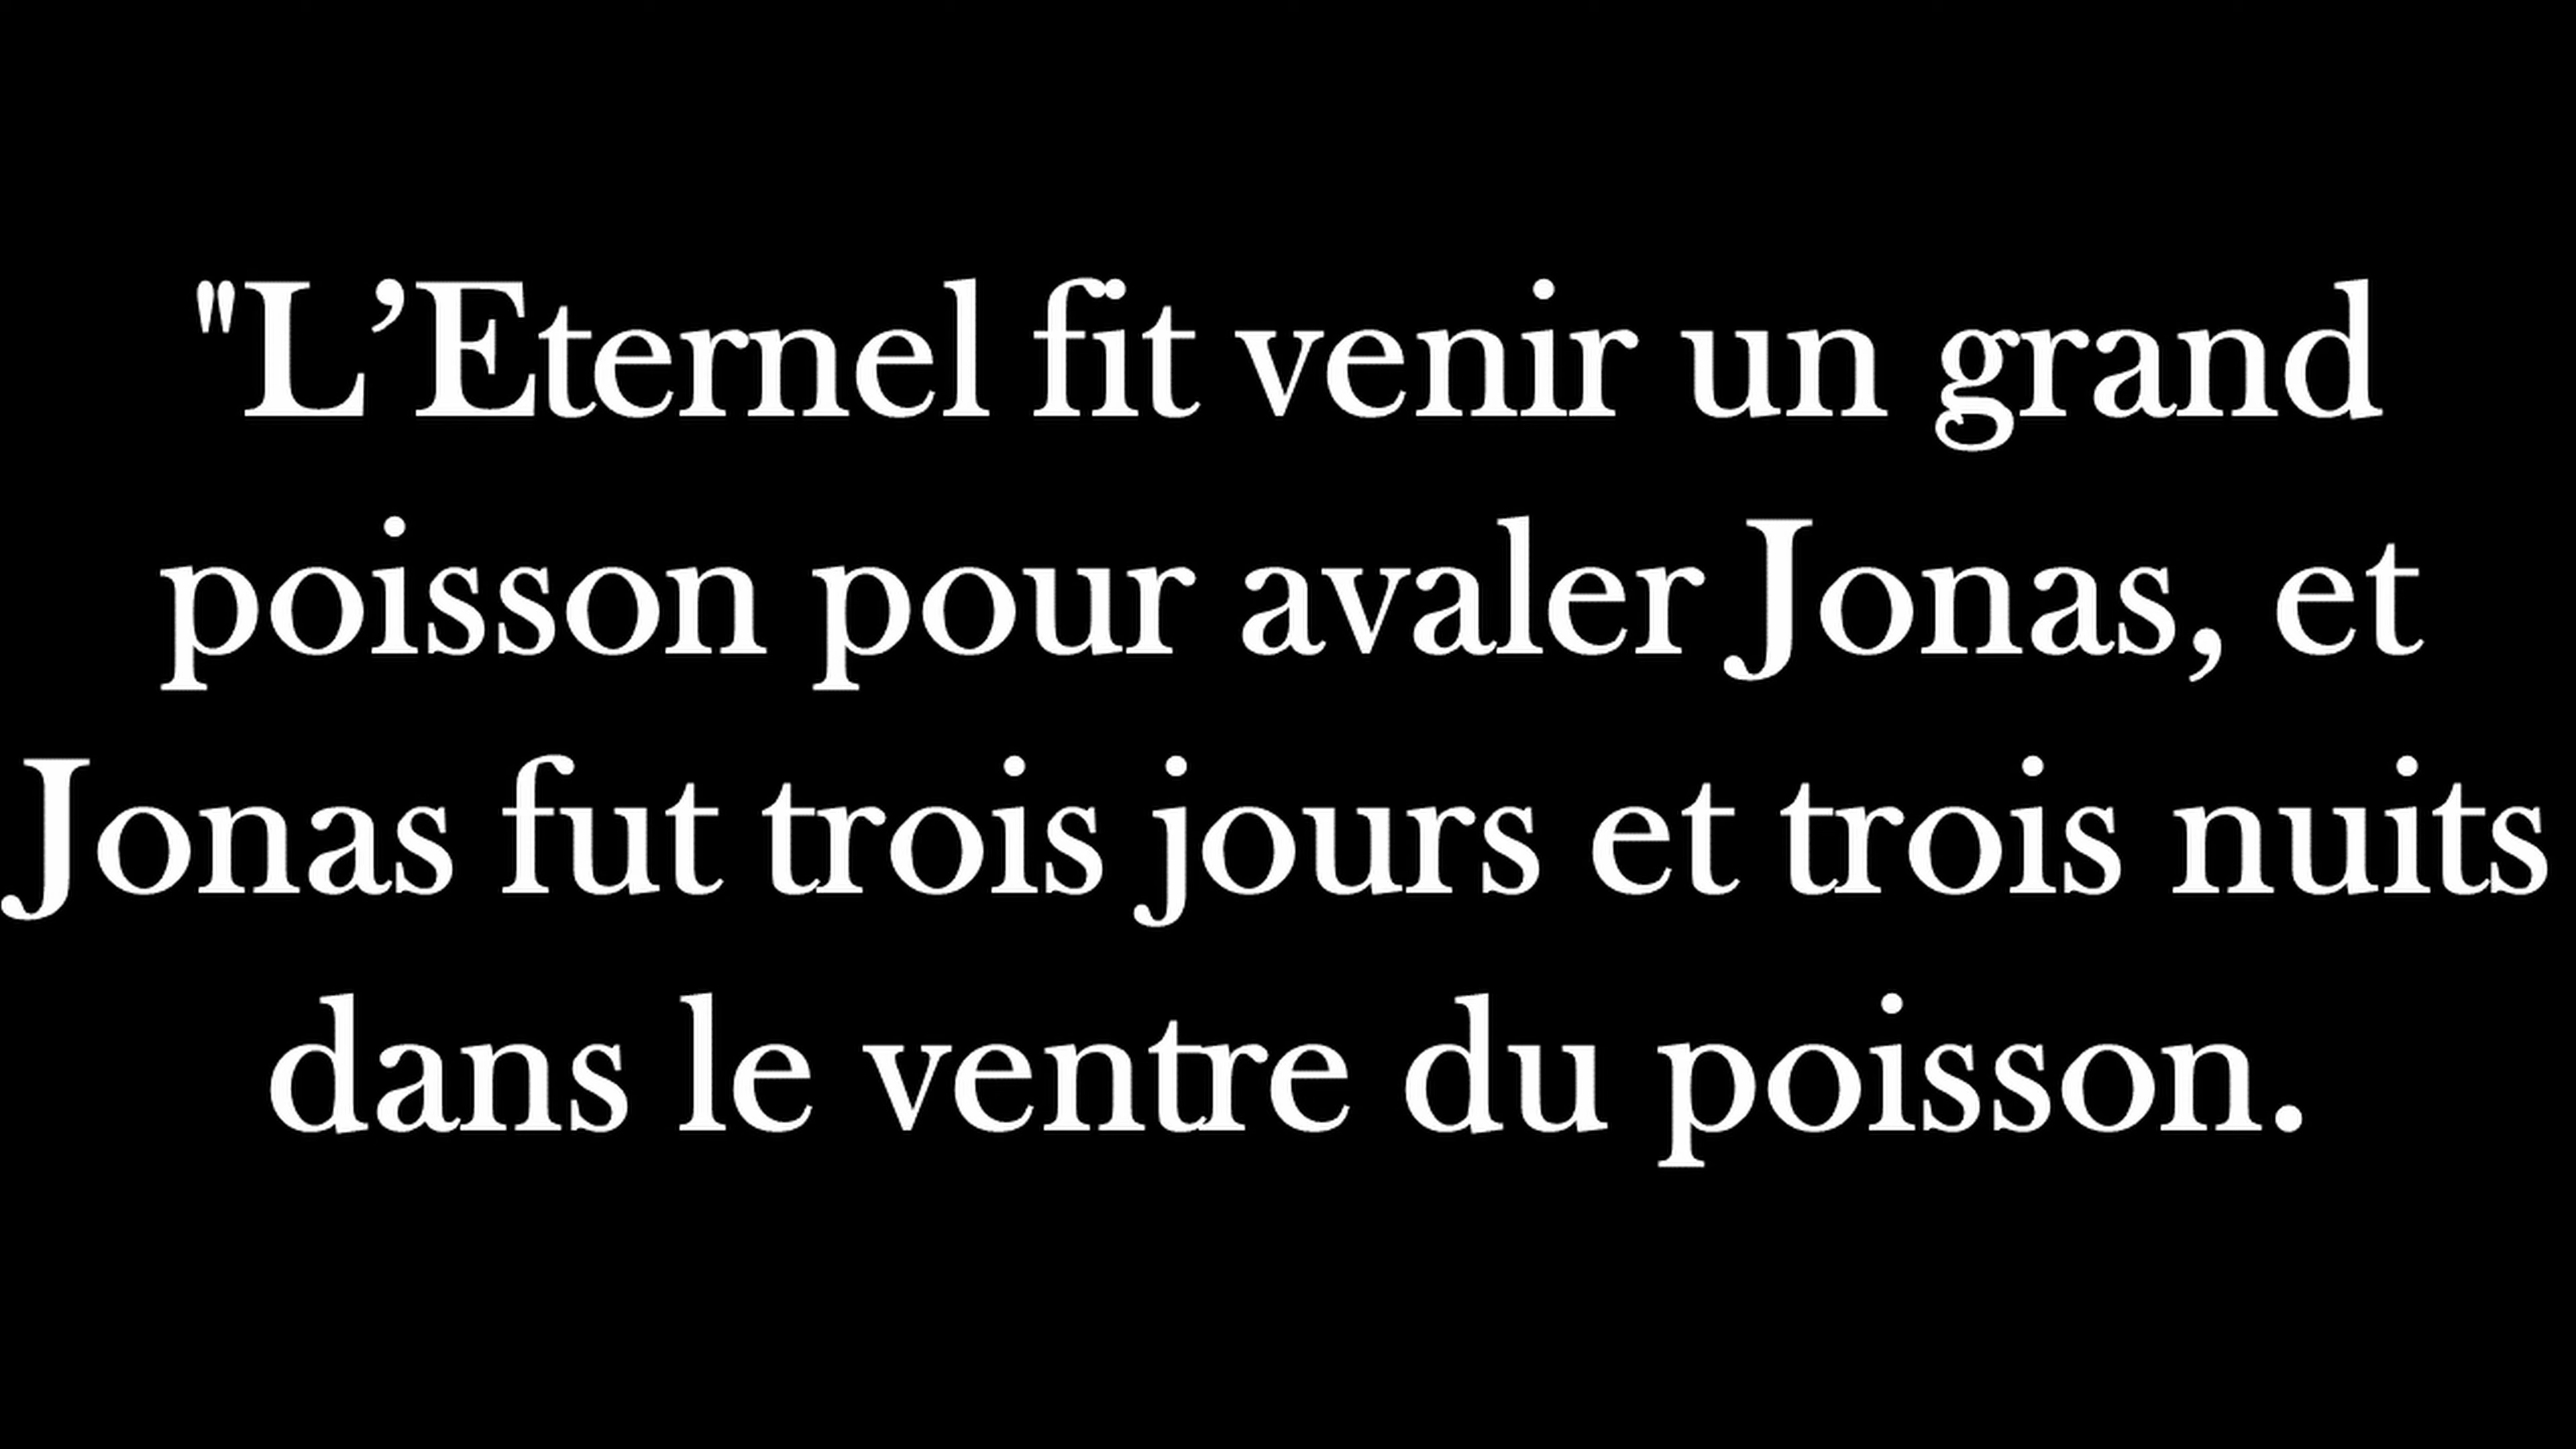 "L’Eternel fit venir un grand
poisson pour avaler Jonas, et
Jonas fut trois jours et trois nuits
dans le ventre du poisson.